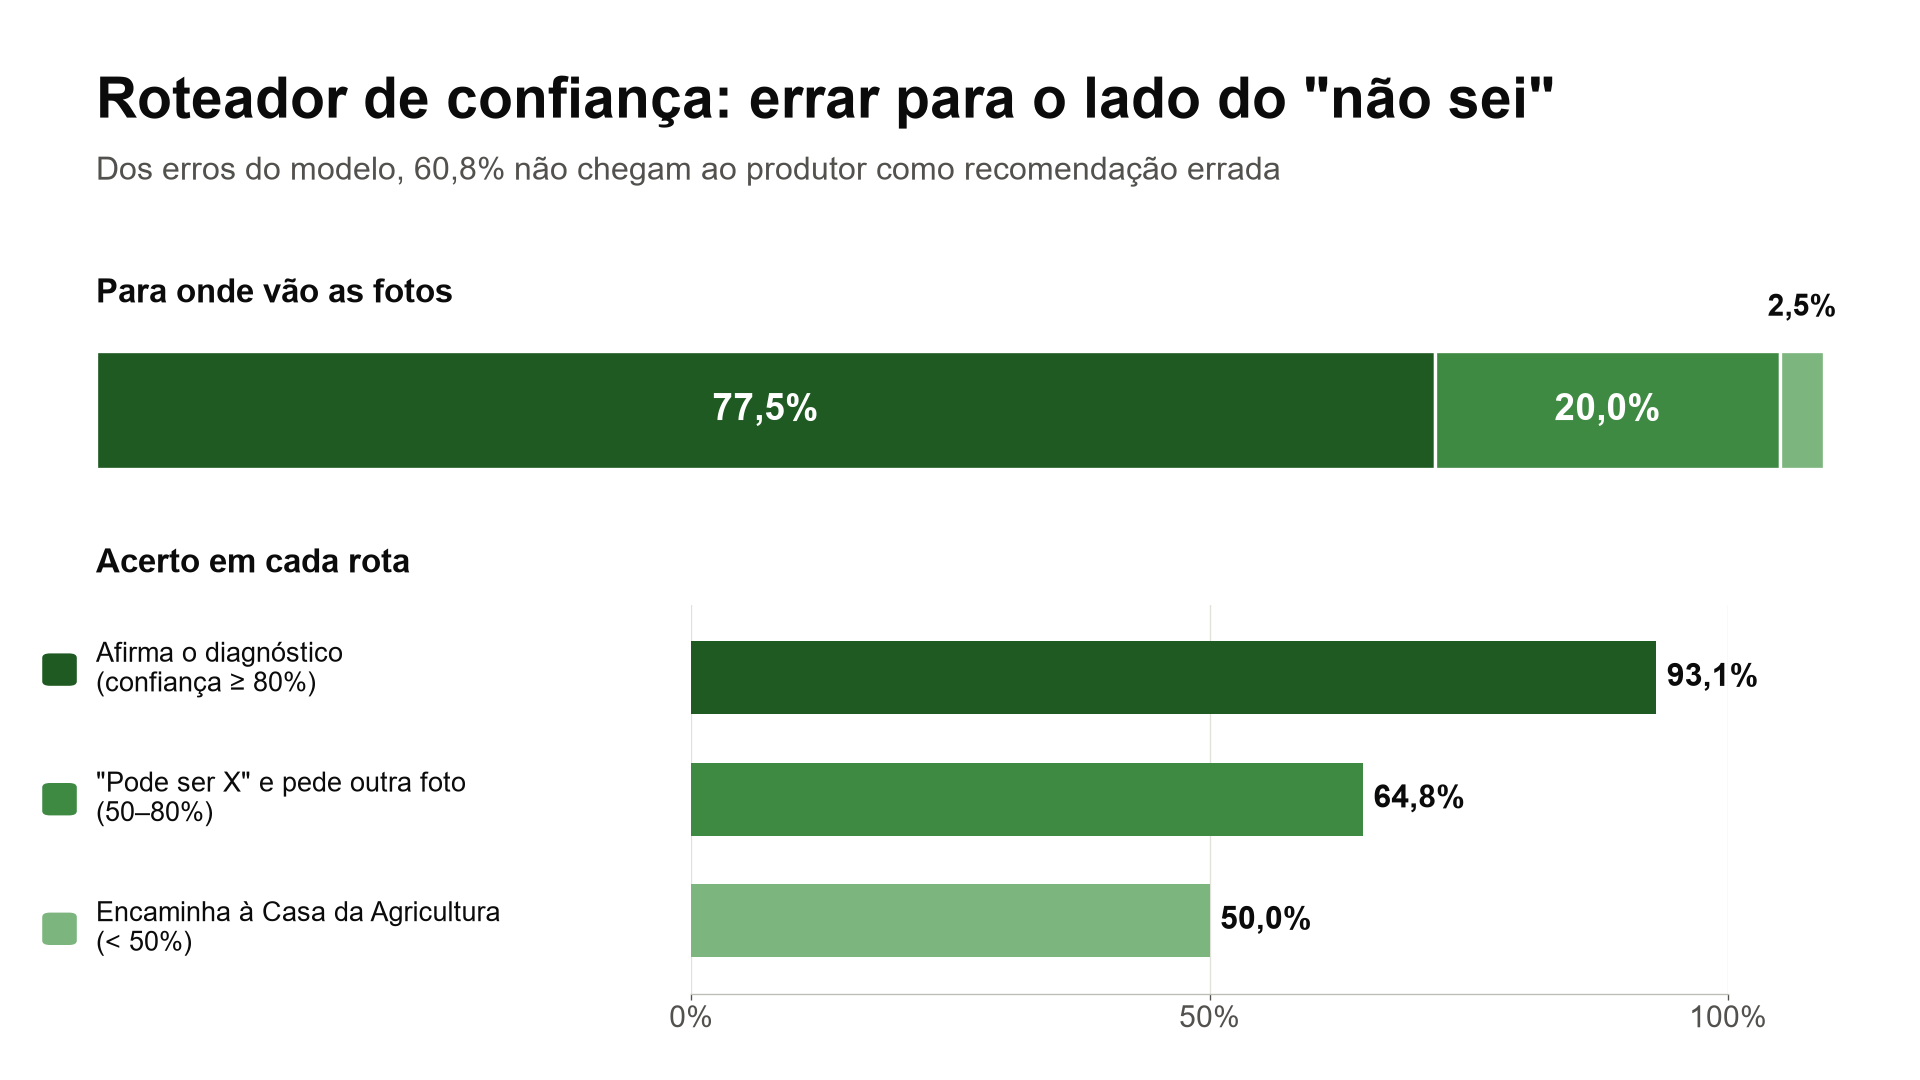 Roteador de confiança: errar para o lado do "não sei"
Dos erros do modelo, 60,8% não chegam ao produtor como recomendação errada
Para onde vão as fotos
2,5%
77,5%
20,0%
Acerto em cada rota
Afirma o diagnóstico
(confiança ≥ 80%)
93,1%
"Pode ser X" e pede outra foto
(50–80%)
64,8%
Encaminha à Casa da Agricultura
(< 50%)
50,0%
0%
50%
100%